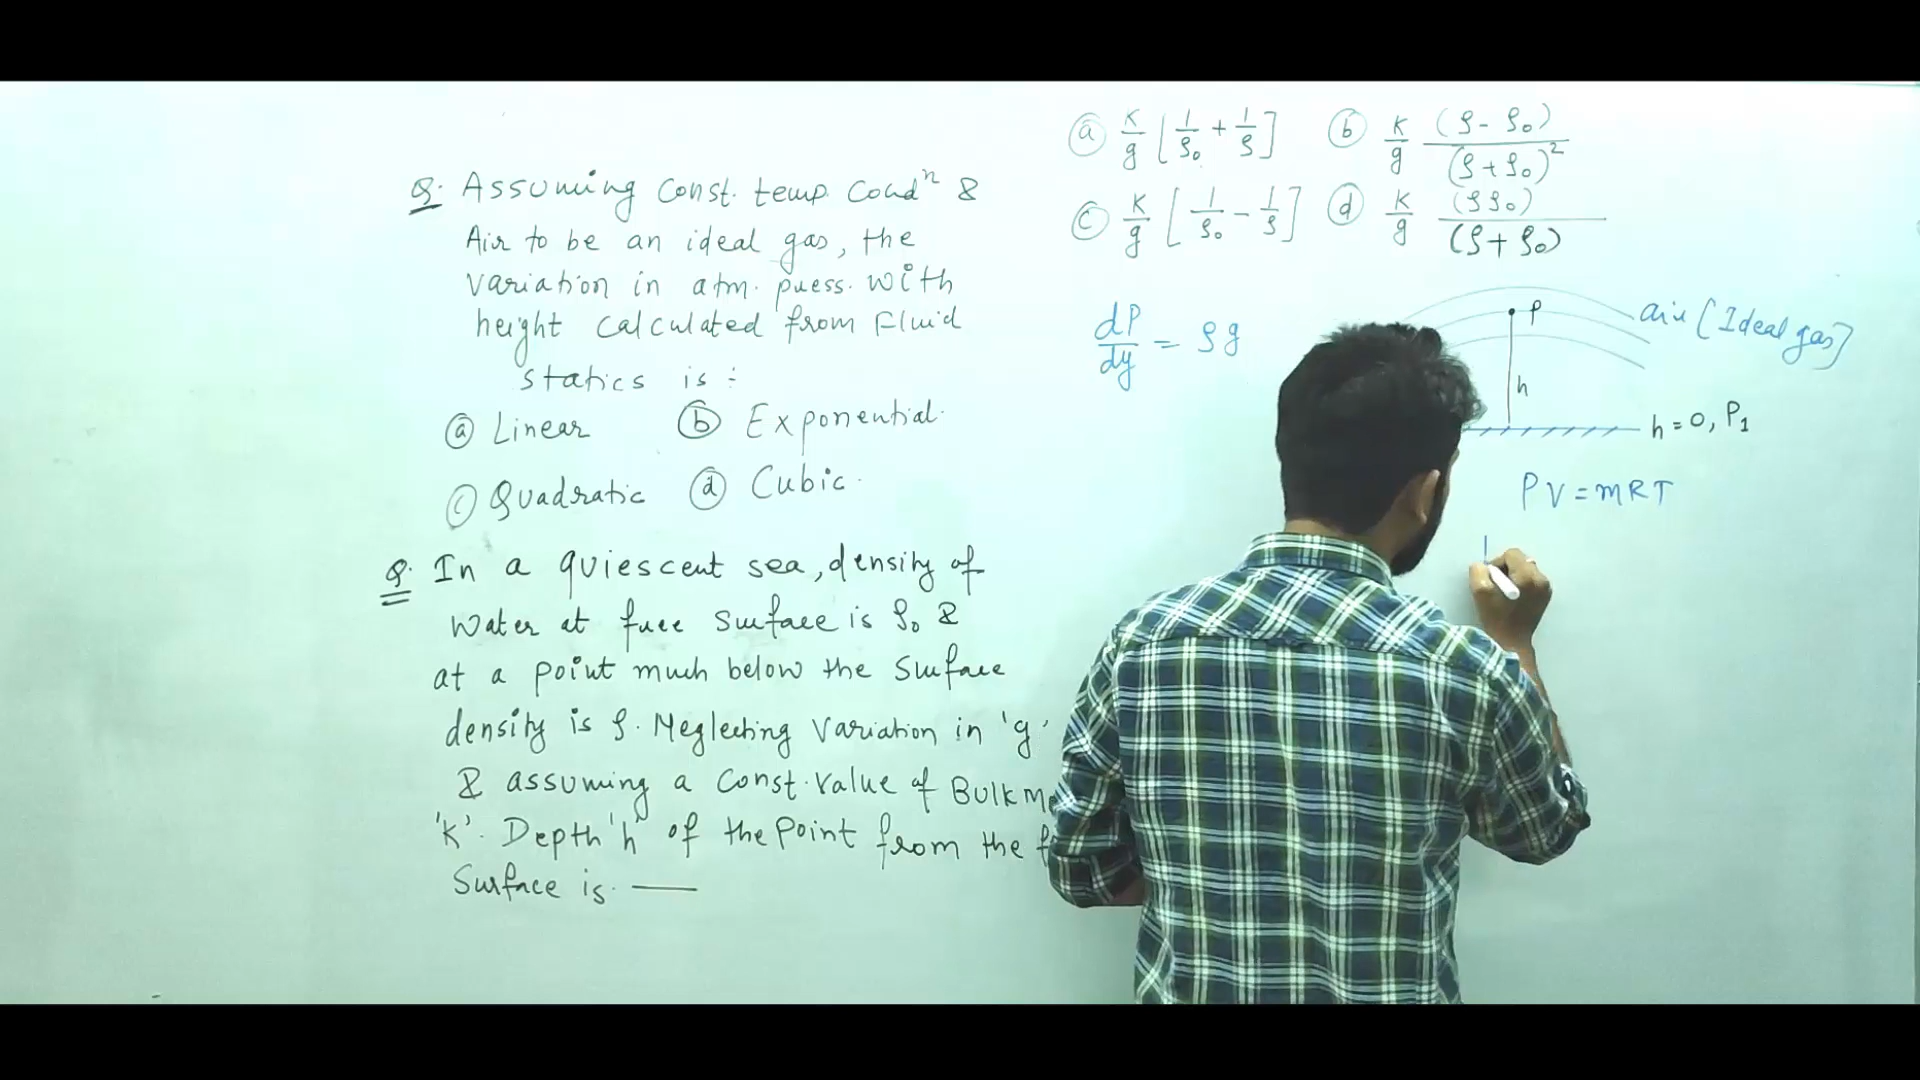 Q. Assuming Const. temp. Condⁿ &
Air to be an ideal gas, the
variation in atm. press. with
height calculated from Fluid
statics is :
ⓐ Linear ⓑ Exponential.
ⓒ Quadratic ⓓ Cubic.
Q. In a quiescent sea, density of
Water at free Surface is ρ₀ &
at a point much below the Surface
density is ρ. Neglecting Variation in 'g'
& assuming a Const. Value of Bulk
'K'. Depth 'h' of the point from the
Surface is. ——
ⓐ K/g [1/ρ₀ + 1/ρ] ⓑ K/g (ρ - ρ₀)/(ρ + ρ₀)²
ⓒ K/g [1/ρ₀ - 1/ρ] ⓓ K/g (ρρ₀)/(ρ + ρ₀)
dP/dy = ρg
P
air [Ideal gas]
h
h = 0, P₁
PV = mRT